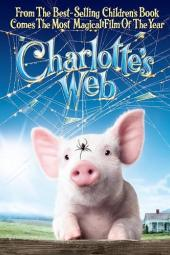 From The Best-Selling Children's Book
Comes The Most Magical Film Of The Year
Charlotte's
Web